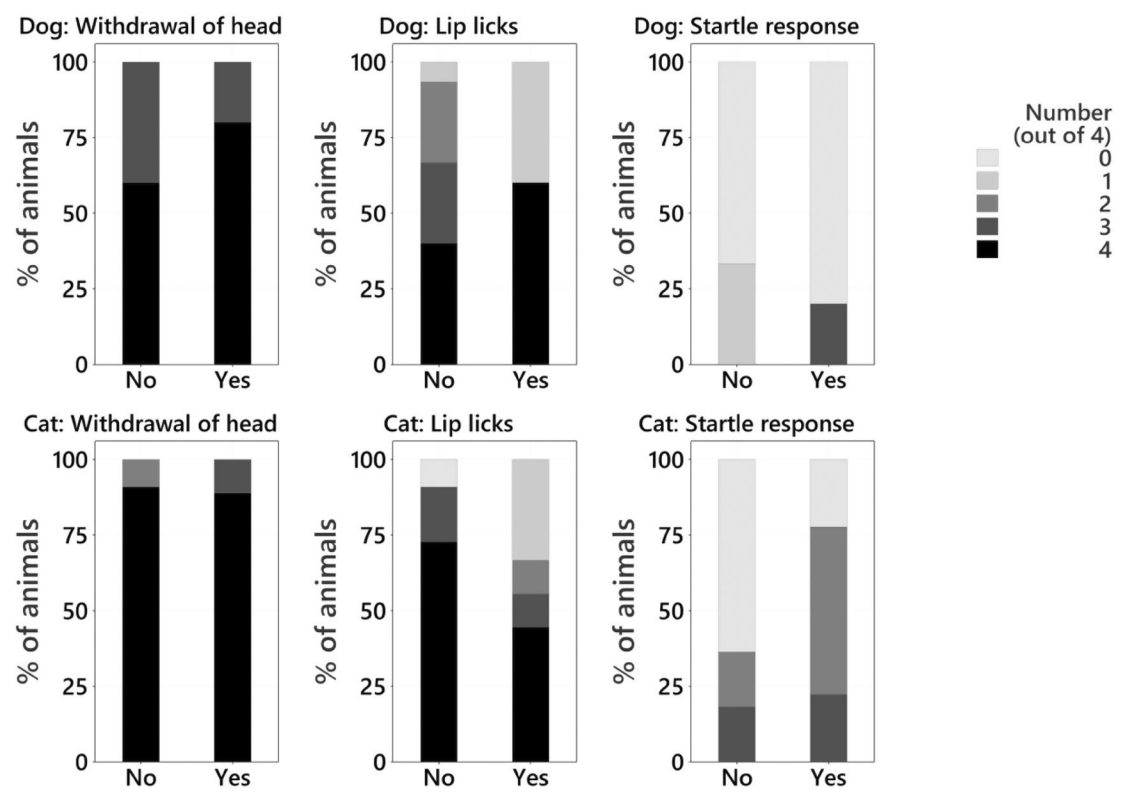 Dog: Withdrawal of head
Dog: Lip licks
Dog: Startle response
% of animals
100
75
50
25
0
No
Yes
% of animals
100
75
50
25
0
No
Yes
% of animals
100
75
50
25
0
No
Yes
Number
(out of 4)
0
1
2
3
4
Cat: Withdrawal of head
Cat: Lip licks
Cat: Startle response
% of animals
100
75
50
25
0
No
Yes
% of animals
100
75
50
25
0
No
Yes
% of animals
100
75
50
25
0
No
Yes